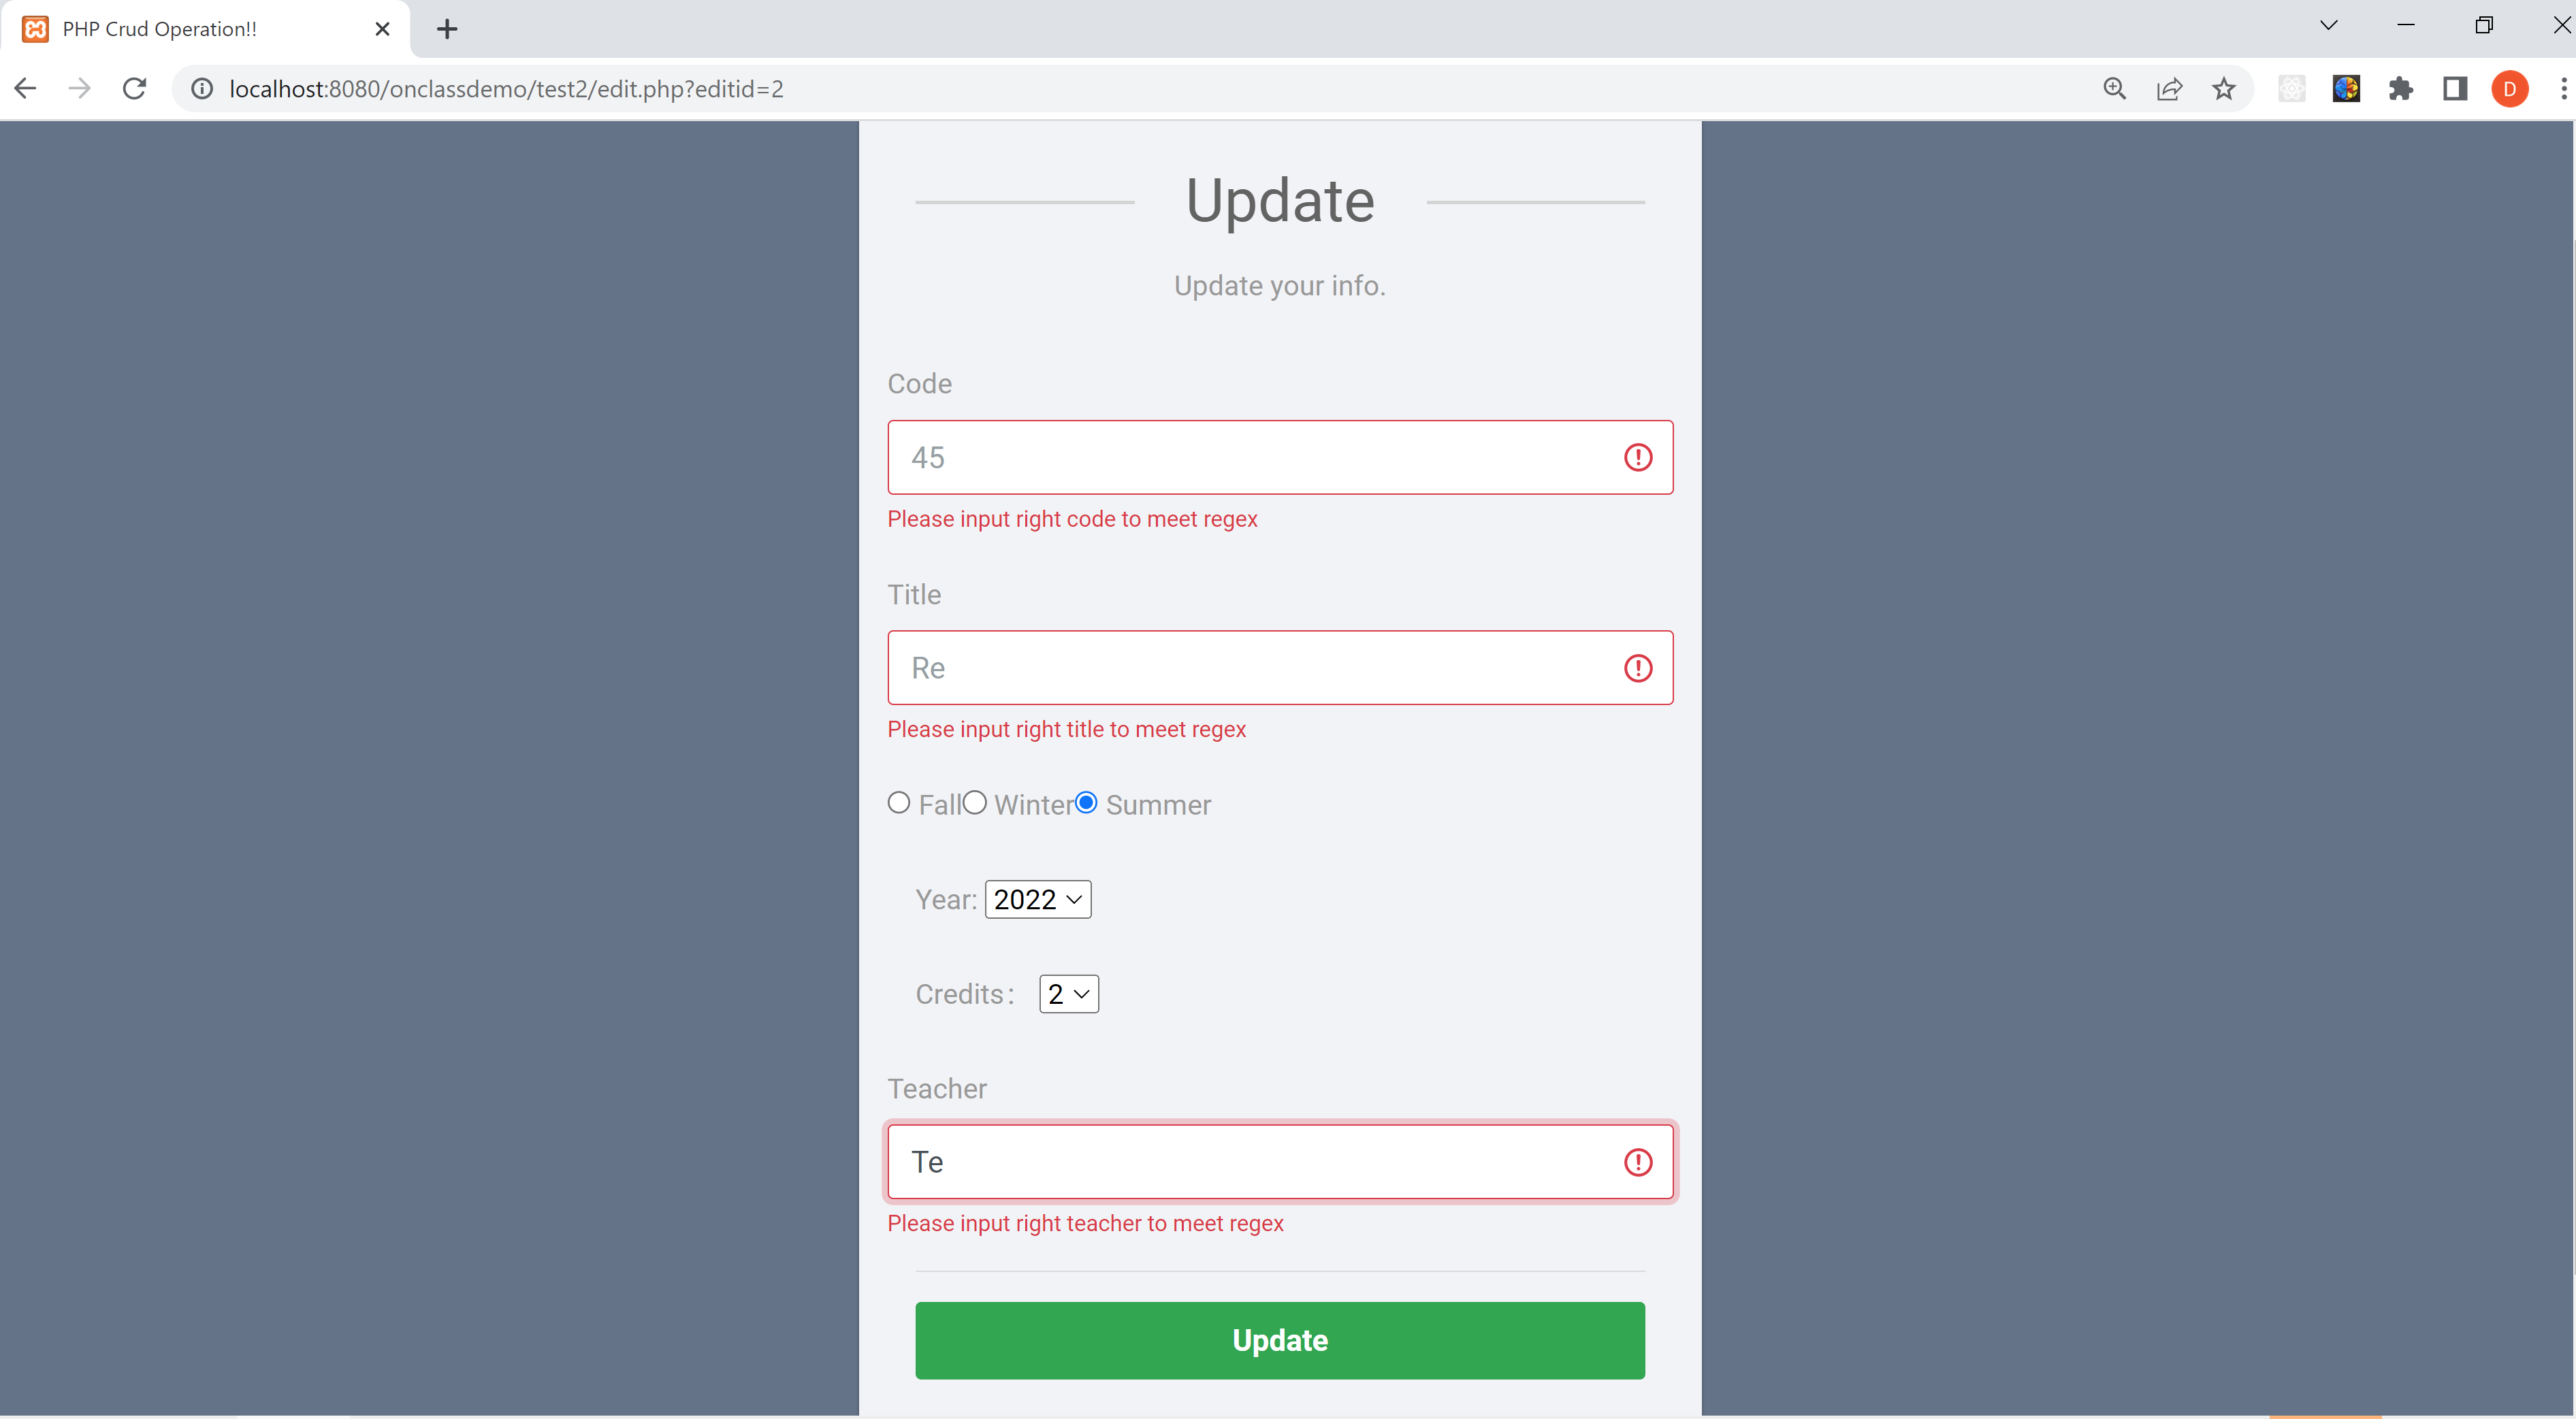 PHP Crud Operation!!
localhost:8080/onclassdemo/test2/edit.php?editid=2
D
Update
Update your info.
Code
45
Please input right code to meet regex
Title
Re
Please input right title to meet regex
Fall Winter Summer
Year: 2022
Credits: 2
Teacher
Te
Please input right teacher to meet regex
Update